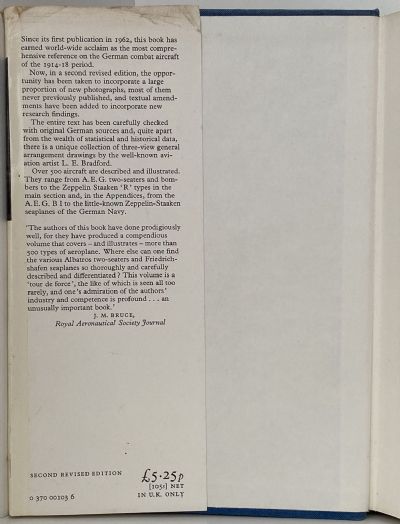 Since its first publication in 1962, this book has
earned world-wide acclaim as the most compre-
hensive reference on the German combat aircraft
of the 1914-18 period.
Now, in a second revised edition, the oppor-
tunity has been taken to incorporate a large
proportion of new photographs, most of them
never previously published, and textual amend-
ments have been added to incorporate new
research findings.
The entire text has been carefully checked
with original German sources and, quite apart
from the wealth of statistical and historical data,
there is a unique collection of three-view general
arrangement drawings by the well-known avi-
ation artist L. E. Bradford.
Over 500 aircraft are described and illustrated.
They range from A.E.G. two-seaters and bom-
bers to the Zeppelin Staaken 'R' types in the
main section and, in the Appendices, from the
A.E.G. B I to the little-known Zeppelin-Staaken
seaplanes of the German Navy.
'The authors of this book have done prodigiously
well, for they have produced a compendious
volume that covers – and illustrates – more than
500 types of aeroplane. Where else can one find
the various Albatros two-seaters and Friedrich-
shafen seaplanes so thoroughly and carefully
described and differentiated? This volume is a
'tour de force', the like of which is seen all too
rarely, and one's admiration of the authors'
industry and competence is profound . . . an
unusually important book.'
J. M. BRUCE,
Royal Aeronautical Society Journal
SECOND REVISED EDITION
£5·25p
[105s] NET
IN U.K. ONLY
0 370 00103 6